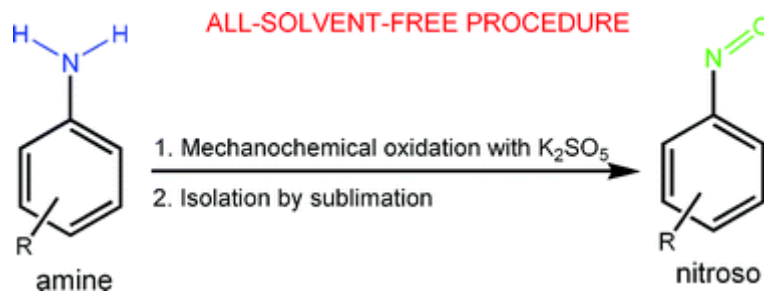 ALL-SOLVENT-FREE PROCEDURE
H H
N
R
amine
1. Mechanochemical oxidation with K₂SO₅
2. Isolation by sublimation
N O
R
nitroso